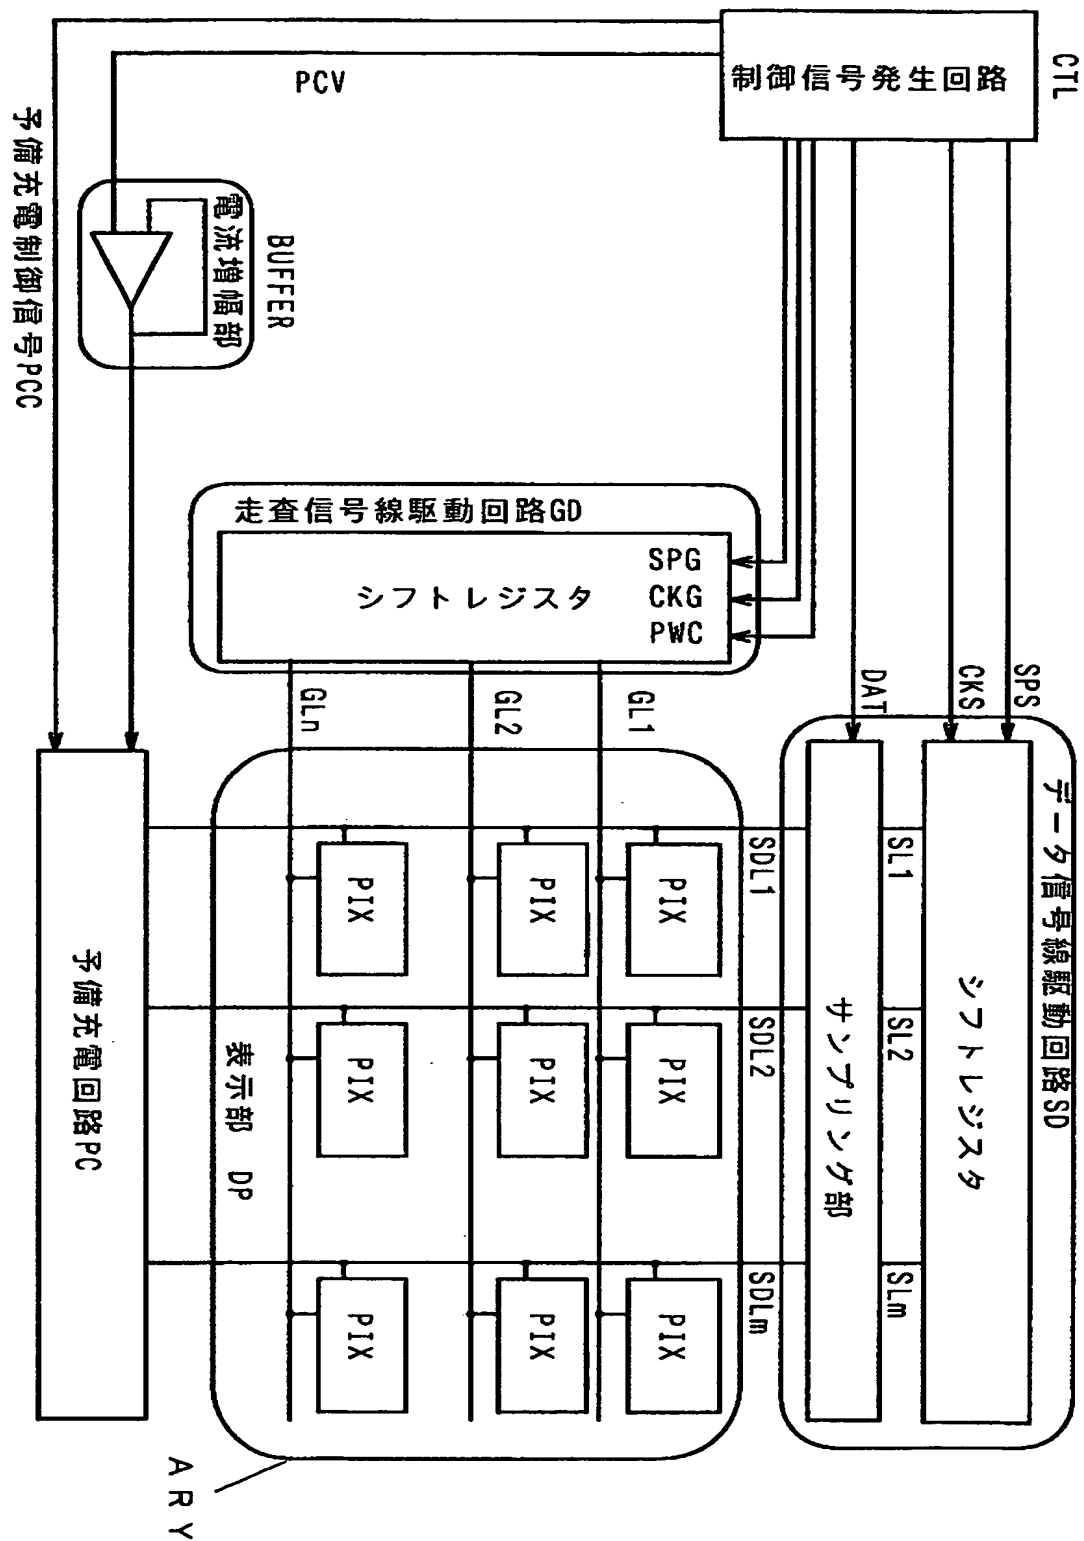 CTL
制御信号発生回路
PCV
予備充電制御信号PCC
BUFFER
電流増幅部
走査信号線駆動回路GD
シフトレジスタ
SPG
CKG
PWC
SPS
CKS
DAT
GL1
GL2
GLn
データ信号線駆動回路SD
シフトレジスタ
SL1
SL2
SLm
サンプリング部
SDL1
SDL2
SDLm
PIX
PIX
PIX
PIX
PIX
PIX
PIX
PIX
PIX
表示部 DP
予備充電回路PC
ARY